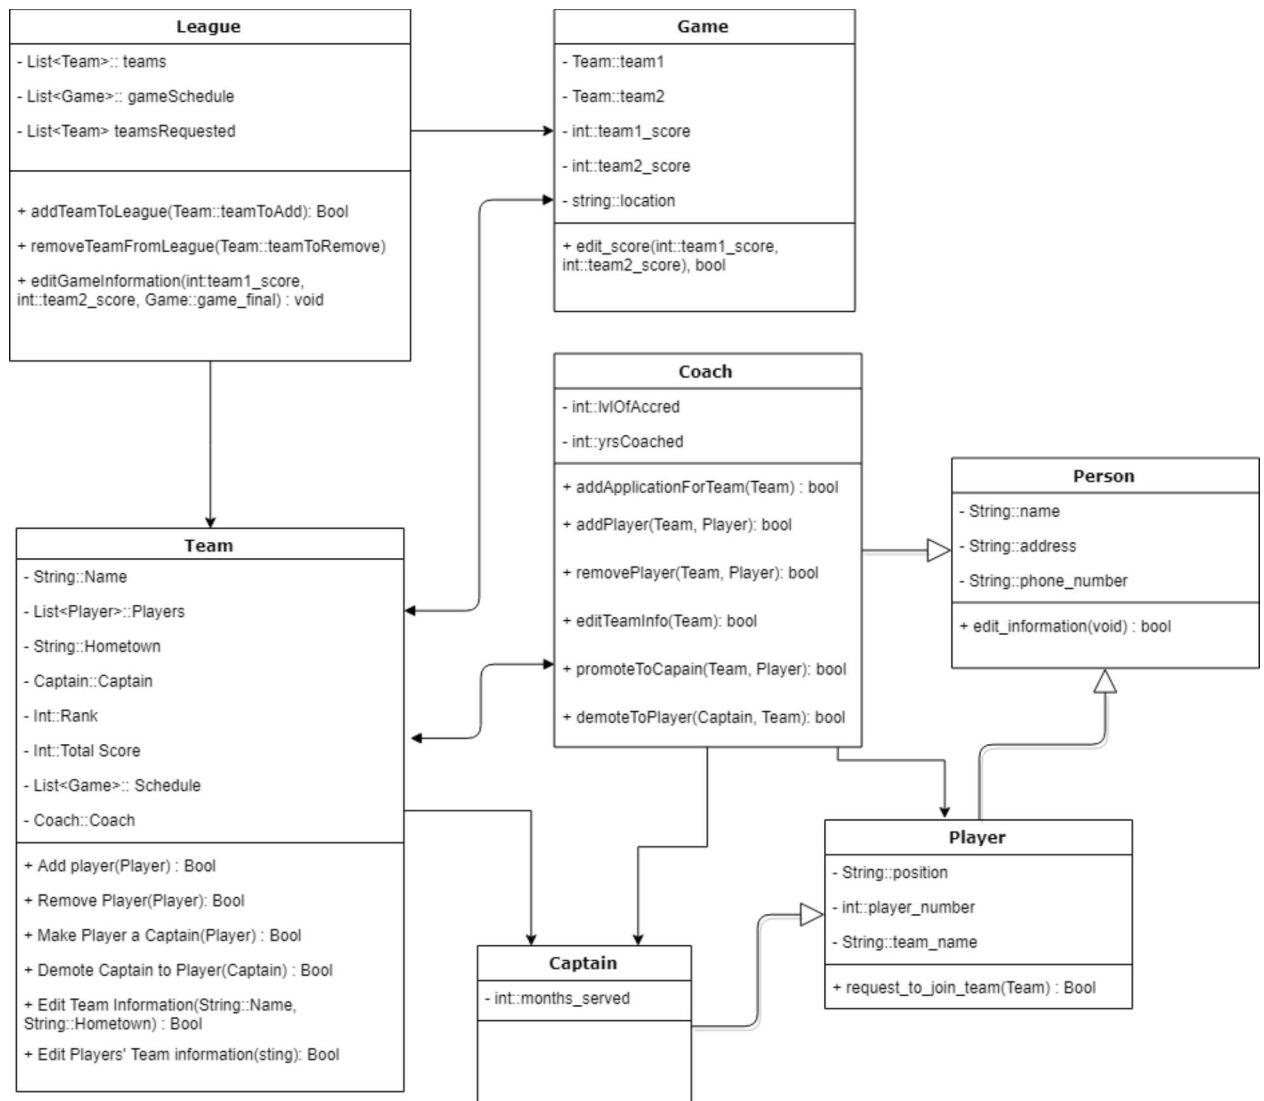 League
- List<Team>:: teams
- List<Game>:: gameSchedule
- List<Team> teamsRequested
+ addTeamToLeague(Team::teamToAdd): Bool
+ removeTeamFromLeague(Team::teamToRemove)
+ editGameInformation(int:team1_score,
int::team2_score, Game::game_final) : void
Game
- Team::team1
- Team::team2
- int::team1_score
- int::team2_score
- string::location
+ edit_score(int::team1_score,
int::team2_score), bool
Coach
- int::lvlOfAccred
- int::yrsCoached
+ addApplicationForTeam(Team) : bool
+ addPlayer(Team, Player): bool
+ removePlayer(Team, Player): bool
+ editTeamInfo(Team): bool
+ promoteToCapain(Team, Player): bool
+ demoteToPlayer(Captain, Team): bool
Person
- String::name
- String::address
- String::phone_number
+ edit_information(void) : bool
Team
- String::Name
- List<Player>::Players
- String::Hometown
- Captain::Captain
- Int::Rank
- Int::Total Score
- List<Game>:: Schedule
- Coach::Coach
+ Add player(Player) : Bool
+ Remove Player(Player): Bool
+ Make Player a Captain(Player) : Bool
+ Demote Captain to Player(Captain) : Bool
+ Edit Team Information(String::Name,
String::Hometown) : Bool
+ Edit Players' Team information(sting): Bool
Player
- String::position
- int::player_number
- String::team_name
+ request_to_join_team(Team) : Bool
Captain
- int::months_served